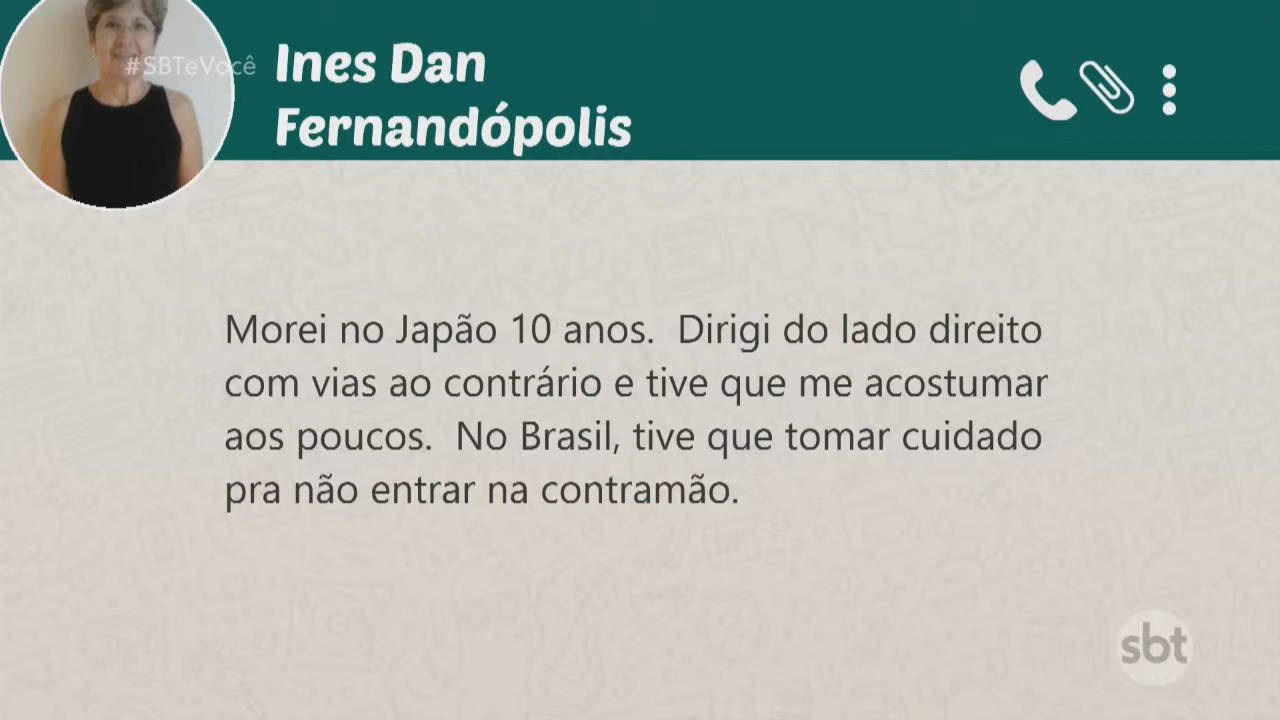 #SBTeVocê
Ines Dan
Fernandópolis
Morei no Japão 10 anos.  Dirigi do lado direito
com vias ao contrário e tive que me acostumar
aos poucos.  No Brasil, tive que tomar cuidado
pra não entrar na contramão.
sbt